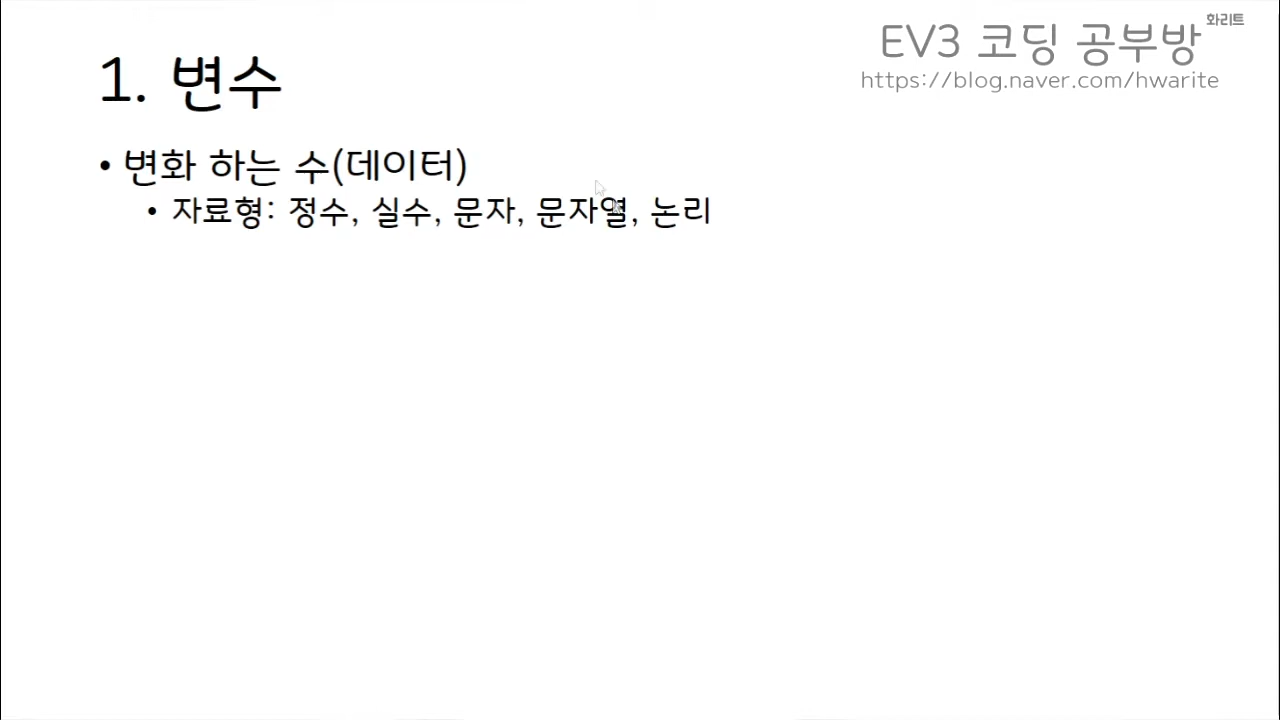 화리트
EV3 코딩 공부방
https://blog.naver.com/hwarite
1. 변수
• 변화 하는 수(데이터)
• 자료형: 정수, 실수, 문자, 문자열, 논리